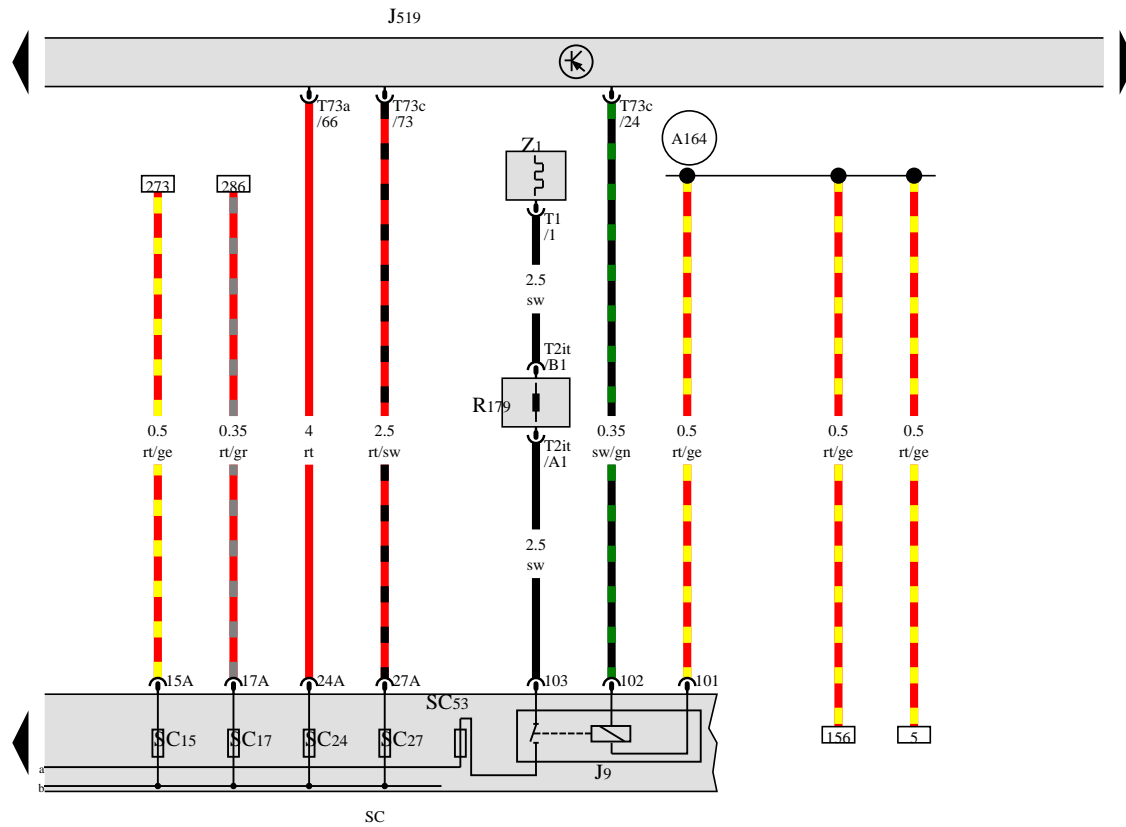 J519
T73a
/66
T73c
/73
T73c
/24
A164
Z1
273
286
T1
/1
2.5
sw
T2it
/B1
R179
0.5
rt/ge
0.35
rt/gr
4
rt
2.5
rt/sw
T2it
/A1
0.35
sw/gn
0.5
rt/ge
0.5
rt/ge
0.5
rt/ge
2.5
sw
15A
17A
24A
27A
103
102
101
SC53
SC15
SC17
SC24
SC27
156
5
a
J9
b
SC